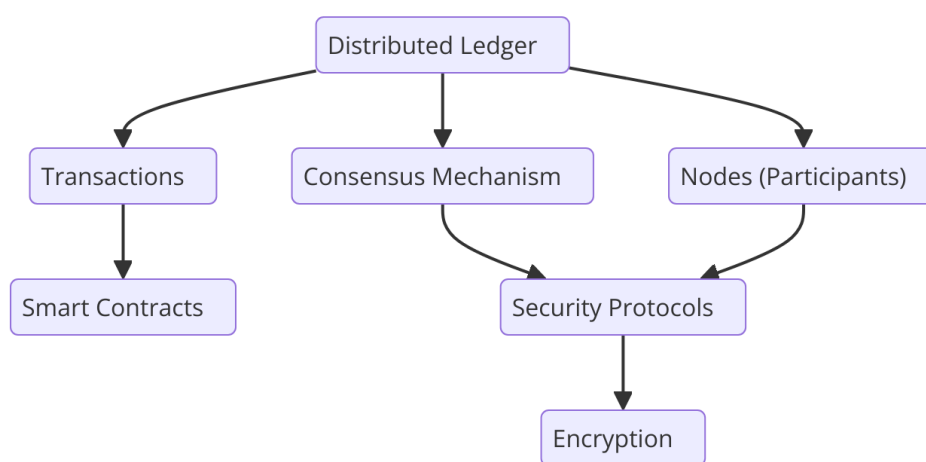 Distributed Ledger
Transactions
Consensus Mechanism
Nodes (Participants)
Smart Contracts
Security Protocols
Encryption